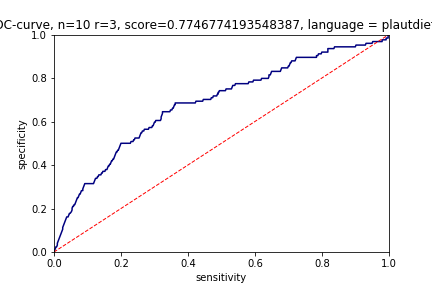 OC-curve, n=10 r=3, score=0.7746774193548387, language = plautdie
1.0
0.8
0.6
0.4
0.2
0.0
specificity
0.0 0.2 0.4 0.6 0.8 1.0
sensitivity